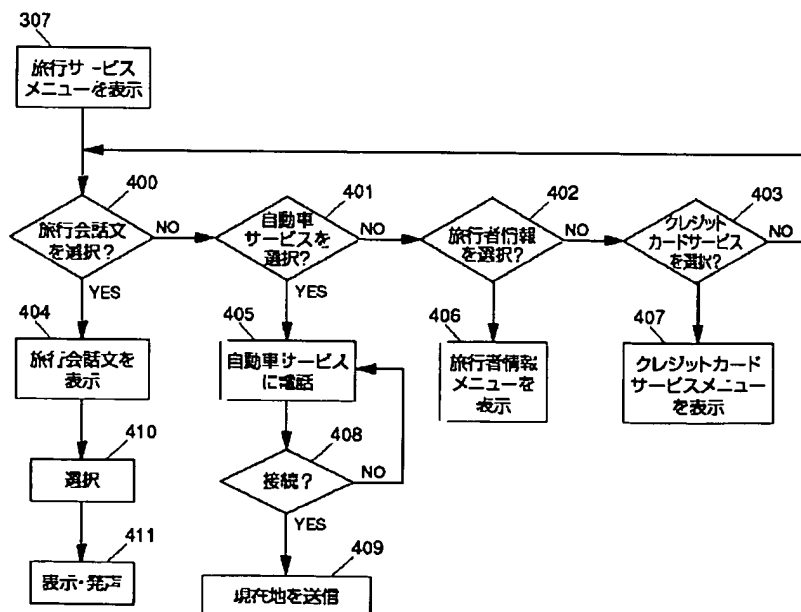 307
旅行サービス
メニューを表示
400
旅行会話文
を選択?
NO
YES
401
自動車
サービスを
選択?
NO
YES
402
旅行者情報
を選択?
NO
403
クレジット
カードサービス
を選択?
NO
YES
404
旅行会話文を
表示
405
自動車サービス
に電話
406
旅行者情報
メニューを
表示
407
クレジットカード
サービスメニュー
を表示
410
選択
408
接続?
NO
YES
411
表示・発声
409
現在地を送信